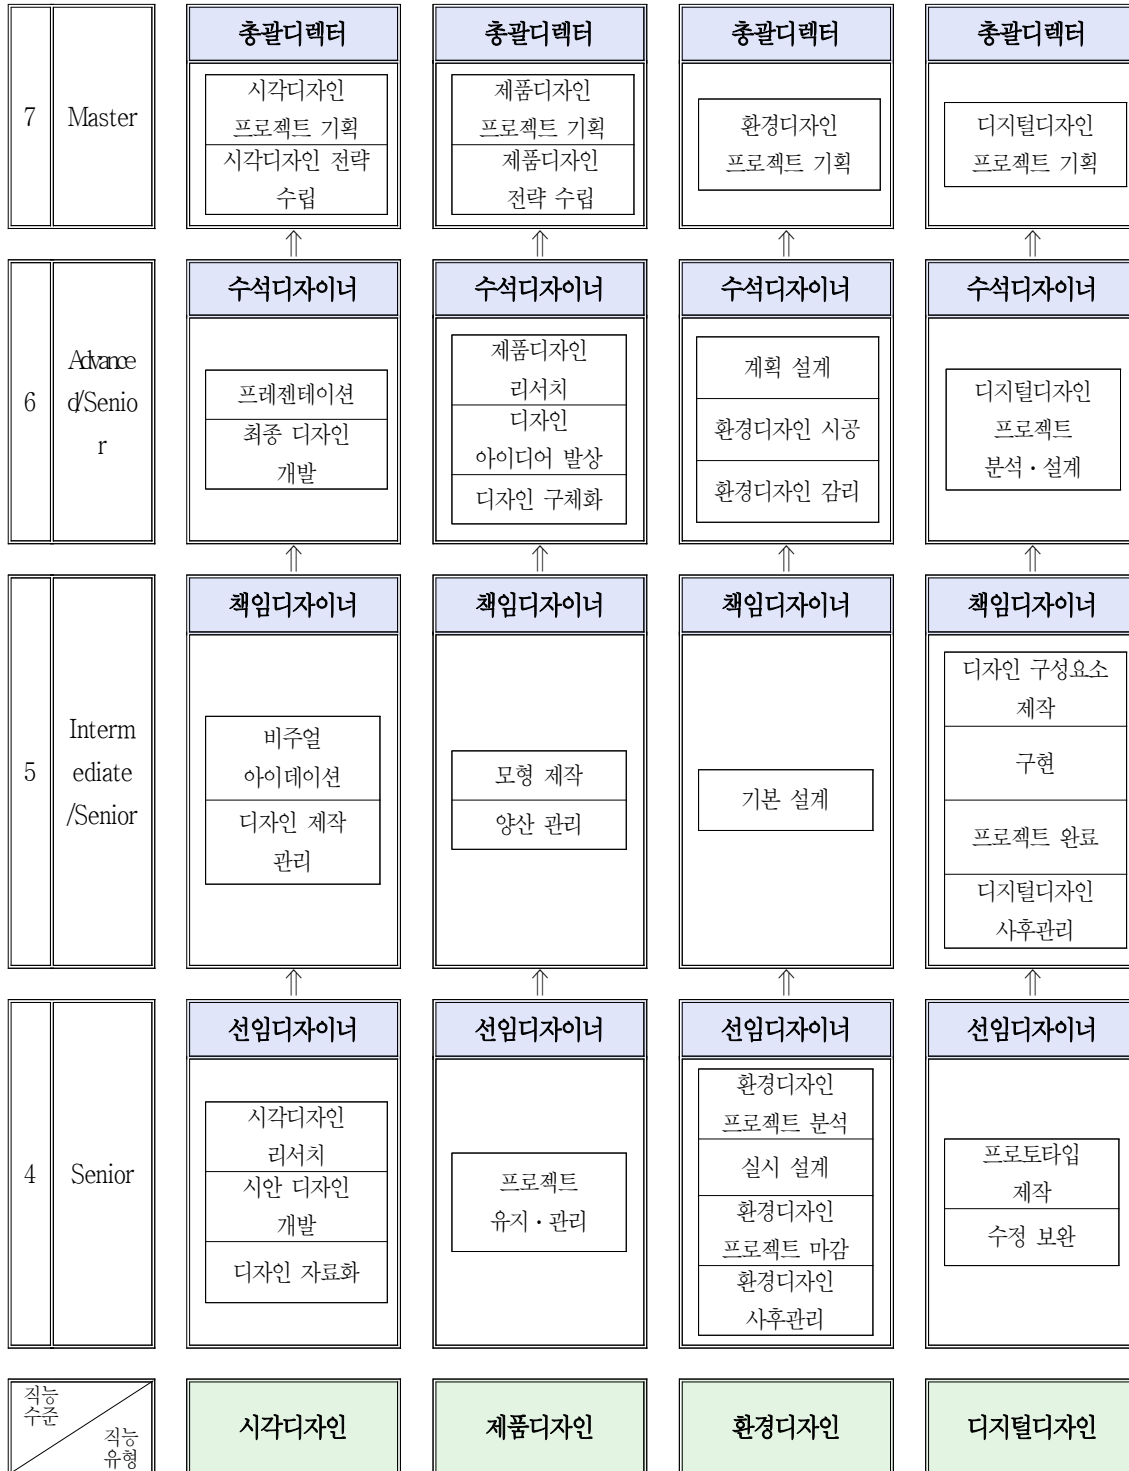 총괄디렉터
총괄디렉터
총괄디렉터
총괄디렉터
7
Master
시각디자인
프로젝트 기획
시각디자인 전략
수립
제품디자인
프로젝트 기획
제품디자인
전략 수립
환경디자인
프로젝트 기획
디지털디자인
프로젝트 기획
⇑
⇑
⇑
⇑
수석디자이너
수석디자이너
수석디자이너
수석디자이너
6
Advance
d/Senio
r
프레젠테이션
최종 디자인
개발
제품디자인
리서치
디자인
아이디어 발상
디자인 구체화
계획 설계
환경디자인 시공
환경디자인 감리
디지털디자인
프로젝트
분석·설계
⇑
⇑
⇑
⇑
책임디자이너
책임디자이너
책임디자이너
책임디자이너
5
Interm
ediate
/Senior
비주얼
아이데이션
디자인 제작
관리
모형 제작
양산 관리
기본 설계
디자인 구성요소
제작
구현
프로젝트 완료
디지털디자인
사후관리
⇑
⇑
⇑
⇑
선임디자이너
선임디자이너
선임디자이너
선임디자이너
4
Senior
시각디자인
리서치
시안 디자인
개발
디자인 자료화
프로젝트
유지·관리
환경디자인
프로젝트 분석
실시 설계
환경디자인
프로젝트 마감
환경디자인
사후관리
프로토타입
제작
수정 보완
직능
수준
직능
유형
시각디자인
제품디자인
환경디자인
디지털디자인